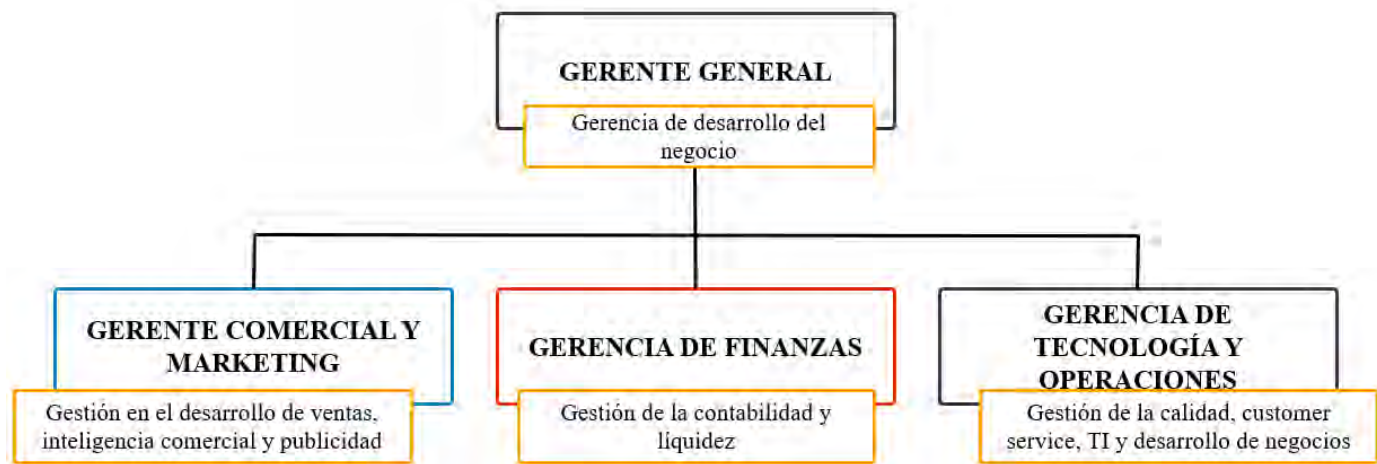 GERENTE GENERAL
Gerencia de desarrollo del
negocio
GERENTE COMERCIAL Y
MARKETING
Gestión en el desarrollo de ventas,
inteligencia comercial y publicidad
GERENCIA DE FINANZAS
Gestión de la contabilidad y
liquidez
GERENCIA DE
TECNOLOGÍA Y
OPERACIONES
Gestión de la calidad, customer
service, TI y desarrollo de negocios